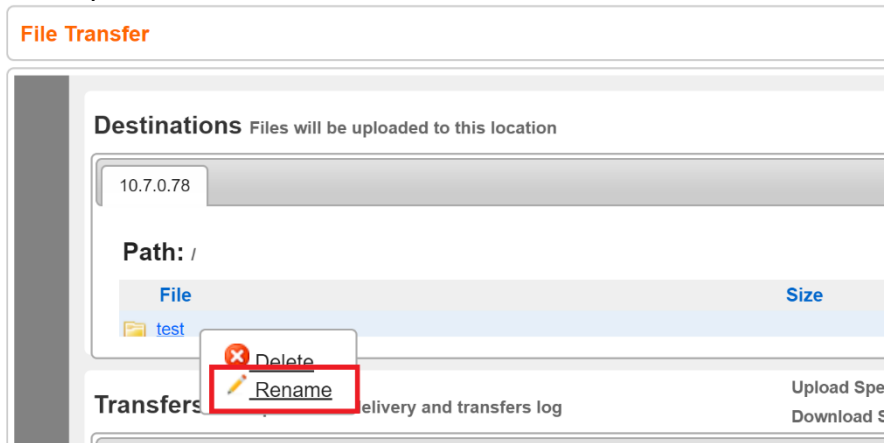 File Transfer
Destinations Files will be uploaded to this location
10.7.0.78
Path: /
File Size
test
Delete
Rename
Transfers elivery and transfers log
Upload Spe
Download S